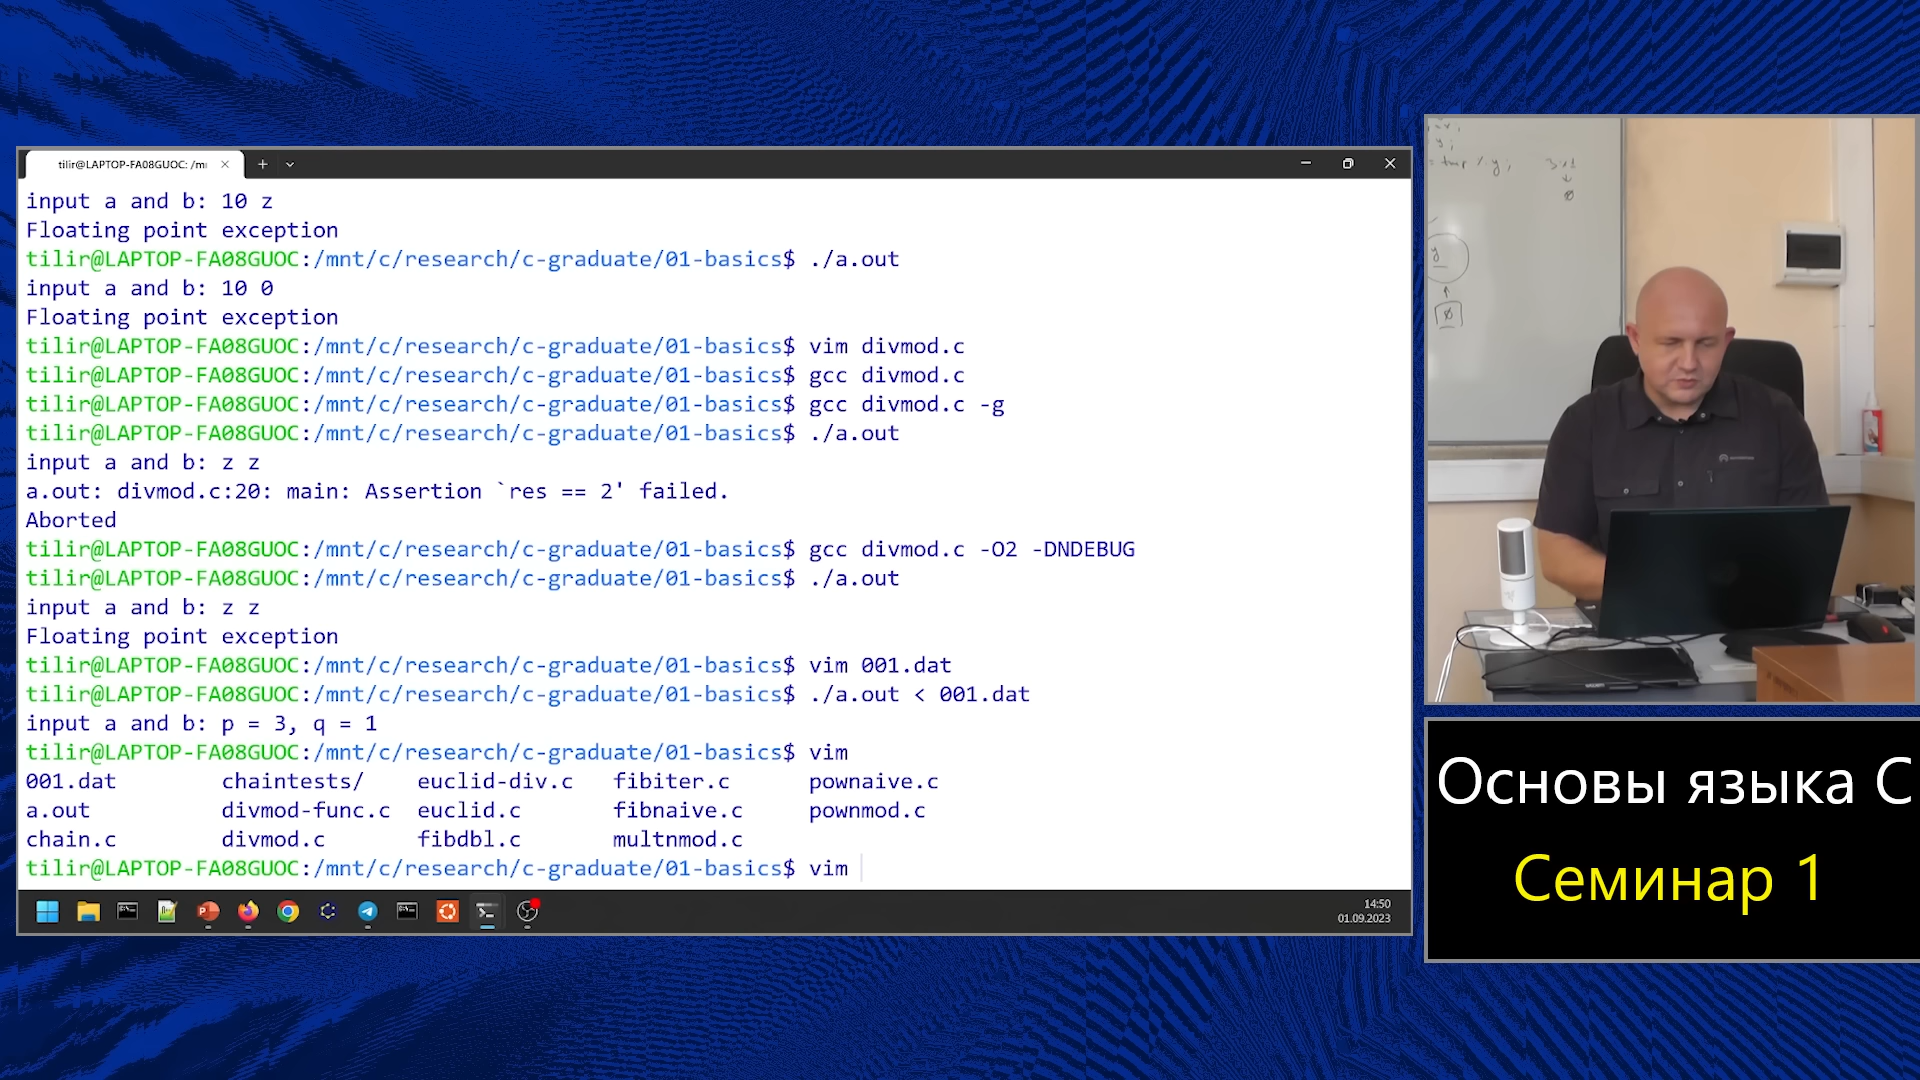 tilir@LAPTOP-FA08GUOC: /m
input a and b: 10 z
Floating point exception
tilir@LAPTOP-FA08GUOC:/mnt/c/research/c-graduate/01-basics$ ./a.out
input a and b: 10 0
Floating point exception
tilir@LAPTOP-FA08GUOC:/mnt/c/research/c-graduate/01-basics$ vim divmod.c
tilir@LAPTOP-FA08GUOC:/mnt/c/research/c-graduate/01-basics$ gcc divmod.c
tilir@LAPTOP-FA08GUOC:/mnt/c/research/c-graduate/01-basics$ gcc divmod.c -g
tilir@LAPTOP-FA08GUOC:/mnt/c/research/c-graduate/01-basics$ ./a.out
input a and b: z z
a.out: divmod.c:20: main: Assertion `res == 2' failed.
Aborted
tilir@LAPTOP-FA08GUOC:/mnt/c/research/c-graduate/01-basics$ gcc divmod.c -O2 -DNDEBUG
tilir@LAPTOP-FA08GUOC:/mnt/c/research/c-graduate/01-basics$ ./a.out
input a and b: z z
Floating point exception
tilir@LAPTOP-FA08GUOC:/mnt/c/research/c-graduate/01-basics$ vim 001.dat
tilir@LAPTOP-FA08GUOC:/mnt/c/research/c-graduate/01-basics$ ./a.out < 001.dat
input a and b: p = 3, q = 1
tilir@LAPTOP-FA08GUOC:/mnt/c/research/c-graduate/01-basics$ vim
001.dat chaintests/ euclid-div.c fibiter.c pownaive.c
a.out divmod-func.c euclid.c fibnaive.c pownmod.c
chain.c divmod.c fibdbl.c multnmod.c
tilir@LAPTOP-FA08GUOC:/mnt/c/research/c-graduate/01-basics$ vim
14:50
01.09.2023
Основы языка C
Семинар 1